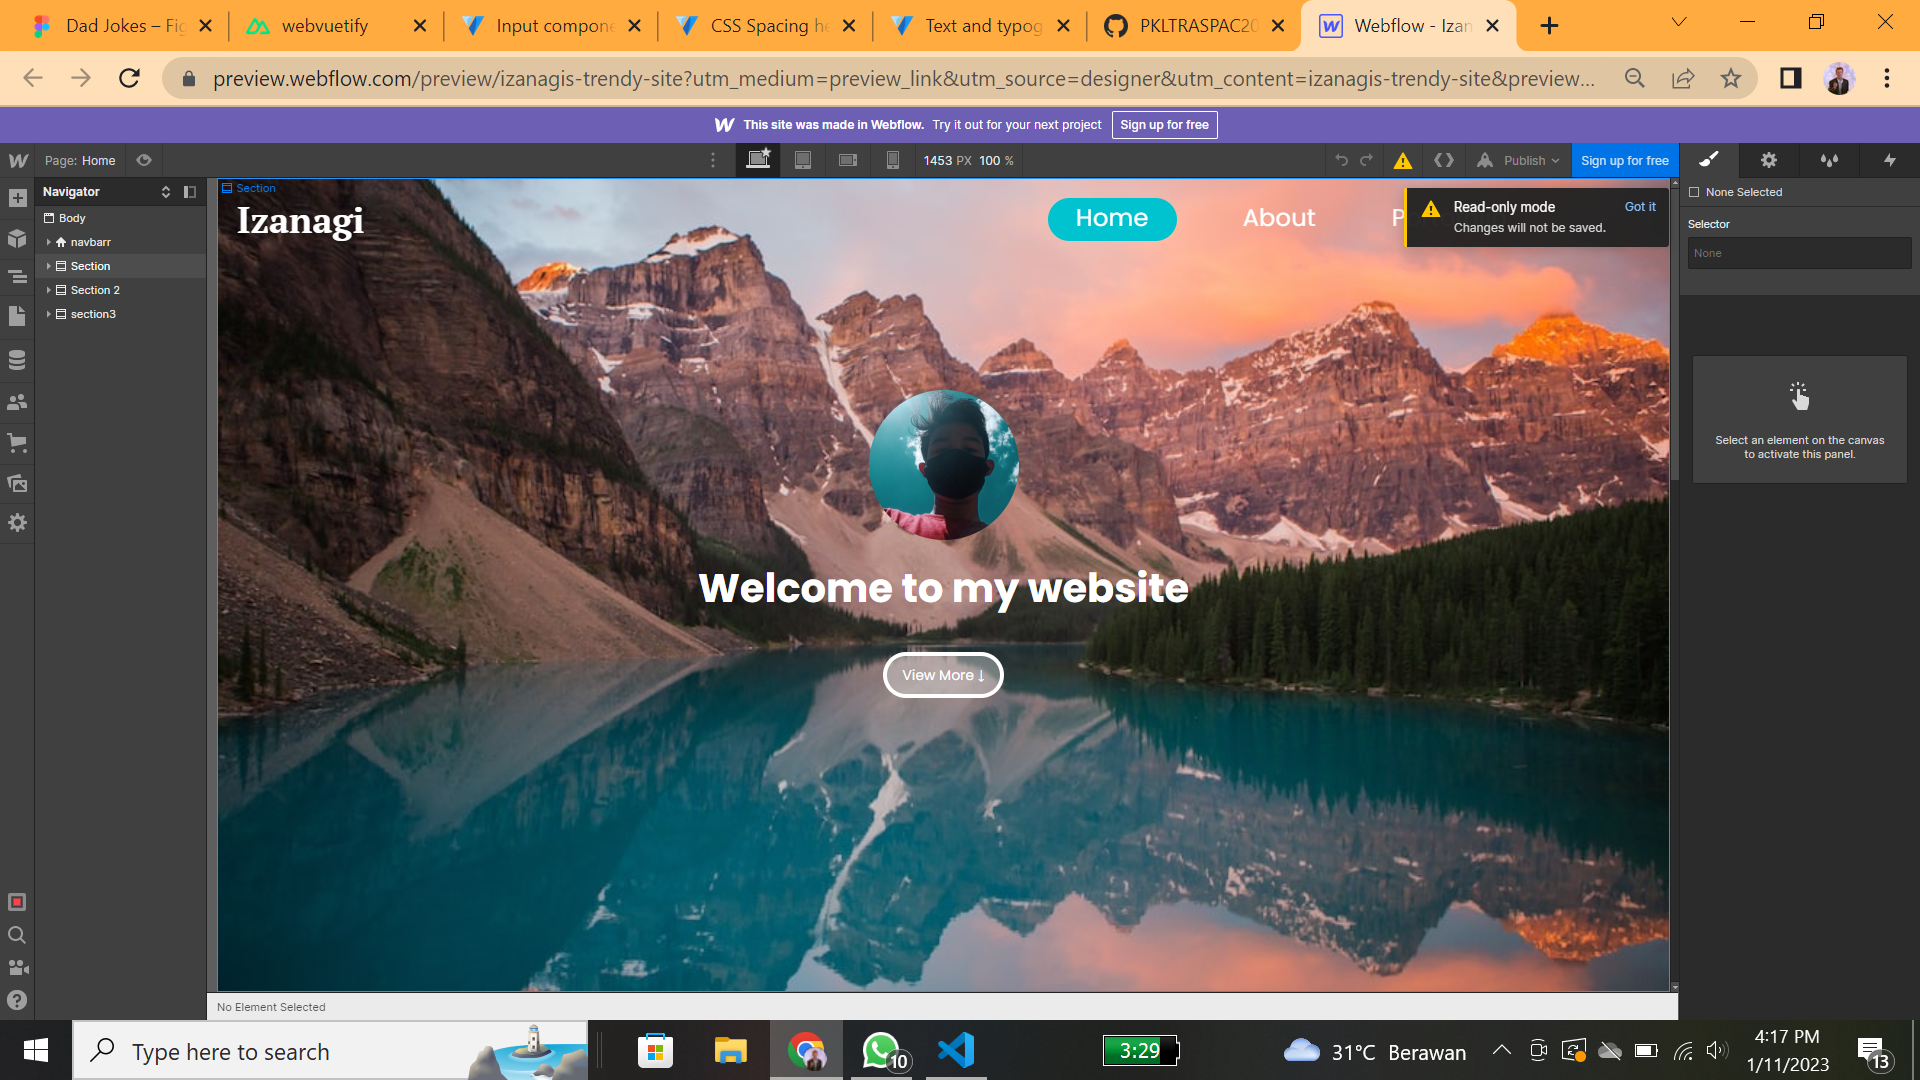 Dad Jokes – Fig
webvuetify
Input compone
CSS Spacing he
Text and typog
PKLTRASPAC20
Webflow - Izan
preview.webflow.com/preview/izanagis-trendy-site?utm_medium=preview_link&utm_source=designer&utm_content=izanagis-trendy-site&preview...
This site was made in Webflow. Try it out for your next project Sign up for free
Page: Home
1453 PX 100 %
Publish
Sign up for free
Navigator
None Selected
Body
navbarr
Section
Section 2
section3
Section
Izanagi
Home
About
P
Read-only mode
Got it
Changes will not be saved.
Selector
None
Select an element on the canvas
to activate this panel.
Welcome to my website
View More ↓
No Element Selected
Type here to search
10
3:29
31°C Berawan
4:17 PM
1/11/2023
13